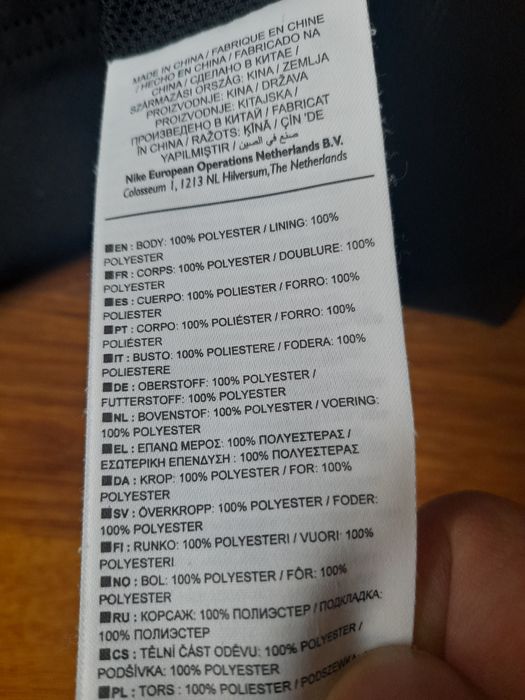 MADE IN CHINA / FABRIQUE EN CHINE
/ HECHO EN CHINA / FABRICADO NA
CHINA / СДЕЛАНО В КИТАЕ /
SZÁRMAZÁSI ORSZÁG: KINA / ZEMLJA
PROIZVODNJE: KINA / DRŽAVA
PROIZVODNJE: KITAJSKA /
ПРОИЗВЕДЕНО В КИТАЙ / FABRICAT
ÎN CHINA / RAŽOTS: ĶĪNĀ / ÇİN 'DE
YAPILMIŞTIR / صنع في الصين
Nike European Operations Netherlands B.V.
Colosseum 1, 1213 NL Hilversum, The Netherlands
EN : BODY: 100% POLYESTER / LINING: 100%
POLYESTER
FR : CORPS: 100% POLYESTER / DOUBLURE: 100%
POLYESTER
ES : CUERPO: 100% POLIESTER / FORRO: 100%
POLIESTER
PT : CORPO: 100% POLIÉSTER / FORRO: 100%
POLIÉSTER
IT : BUSTO: 100% POLIESTERE / FODERA: 100%
POLIESTERE
DE : OBERSTOFF: 100% POLYESTER /
FUTTERSTOFF: 100% POLYESTER
NL : BOVENSTOF: 100% POLYESTER / VOERING:
100% POLYESTER
EL : ΕΠΑΝΩ ΜΕΡΟΣ: 100% ΠΟΛΥΕΣΤΕΡΑΣ /
ΕΣΩΤΕΡΙΚΗ ΕΠΕΝΔΥΣΗ : 100% ΠΟΛΥΕΣΤΕΡΑΣ
DA : KROP: 100% POLYESTER / FOR: 100%
POLYESTER
SV : ÖVERKROPP: 100% POLYESTER / FODER:
100% POLYESTER
FI : RUNKO: 100% POLYESTERI / VUORI: 100%
POLYESTERI
NO : BOL: 100% POLYESTER / FÔR: 100%
POLYESTER
RU : КОРСАЖ: 100% ПОЛИЭСТЕР / ПОДКЛАДКА:
100% ПОЛИЭСТЕР
CS : TĚLNÍ ČÁST ODĚVU: 100% POLYESTER /
PODŠÍVKA: 100% POLYESTER
PL : TORS : 100% POLYESTER /